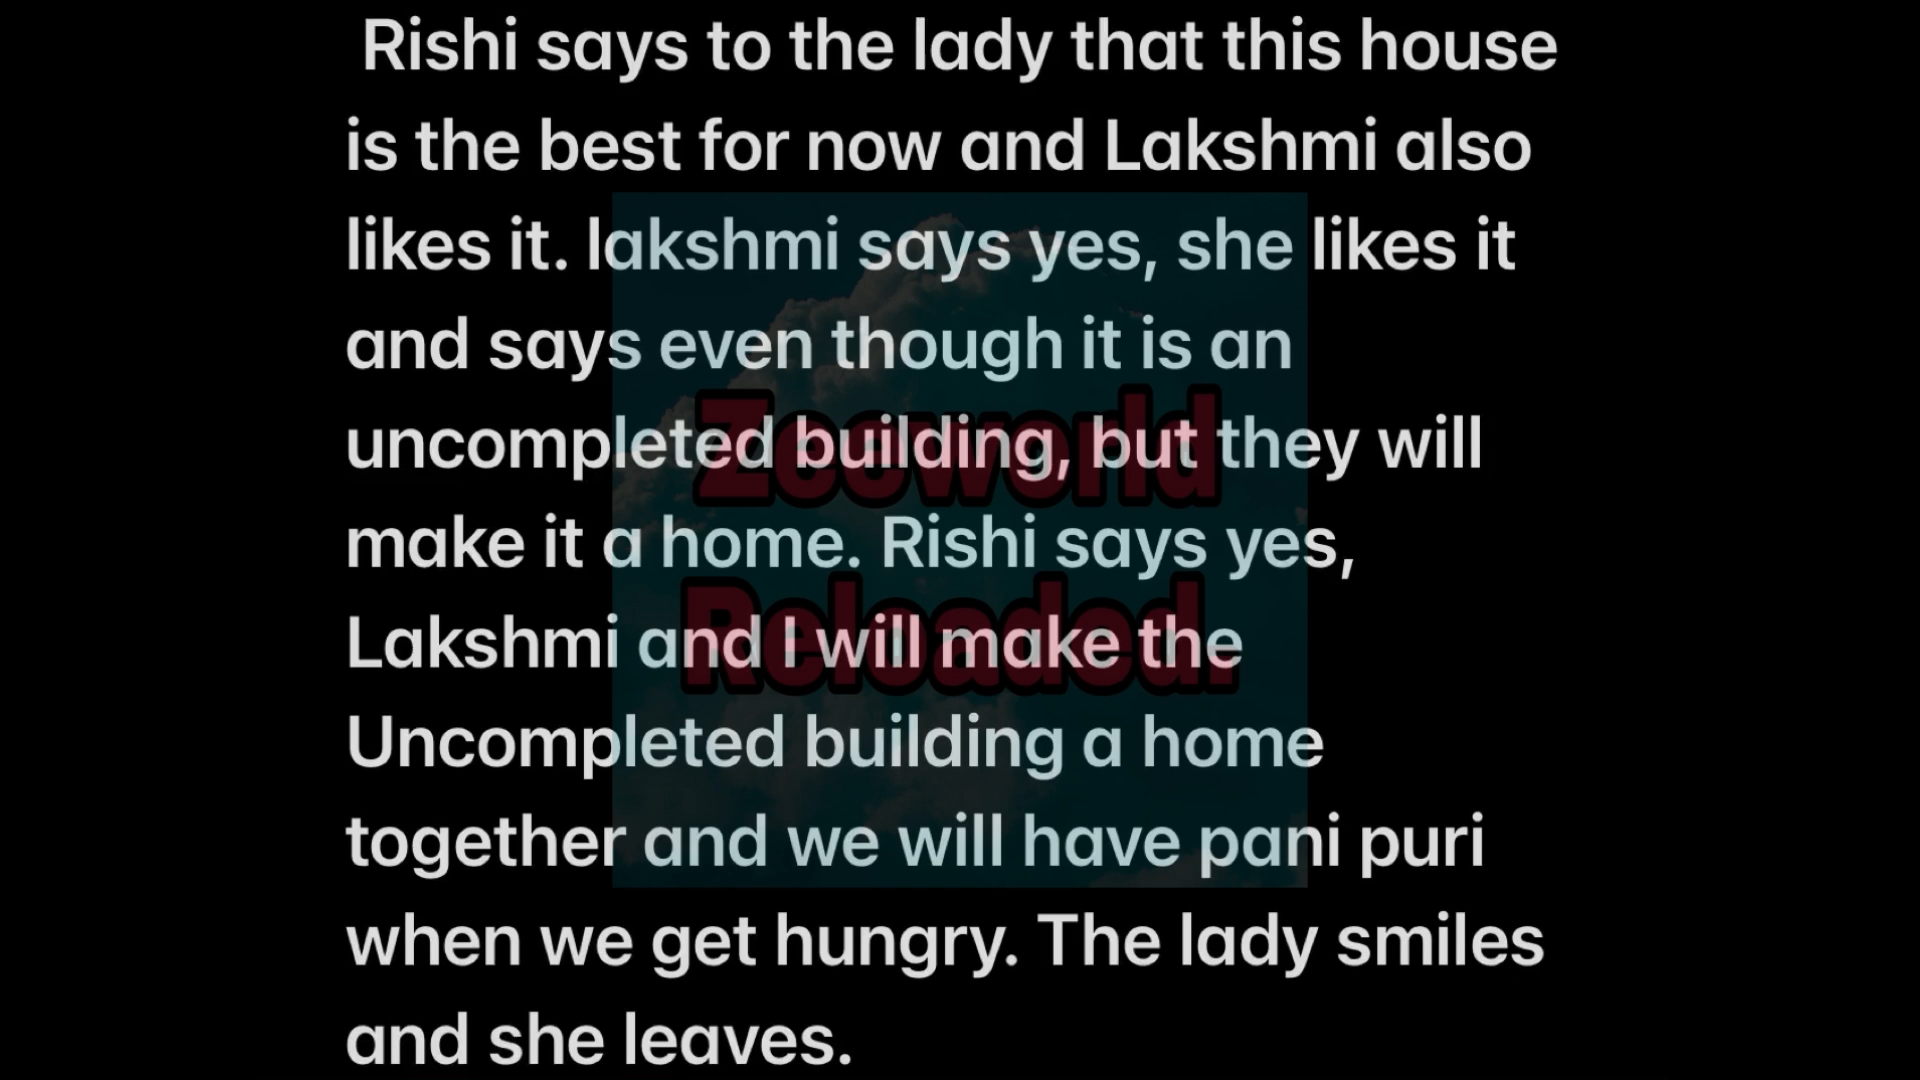 Rishi says to the lady that this house
is the best for now and Lakshmi also
likes it. lakshmi says yes, she likes it
and says even though it is an
uncompleted building, but they will
make it a home. Rishi says yes,
Lakshmi and I will make the
Uncompleted building a home
together and we will have pani puri
when we get hungry. The lady smiles
and she leaves.
Zeeworld
Reloaded.